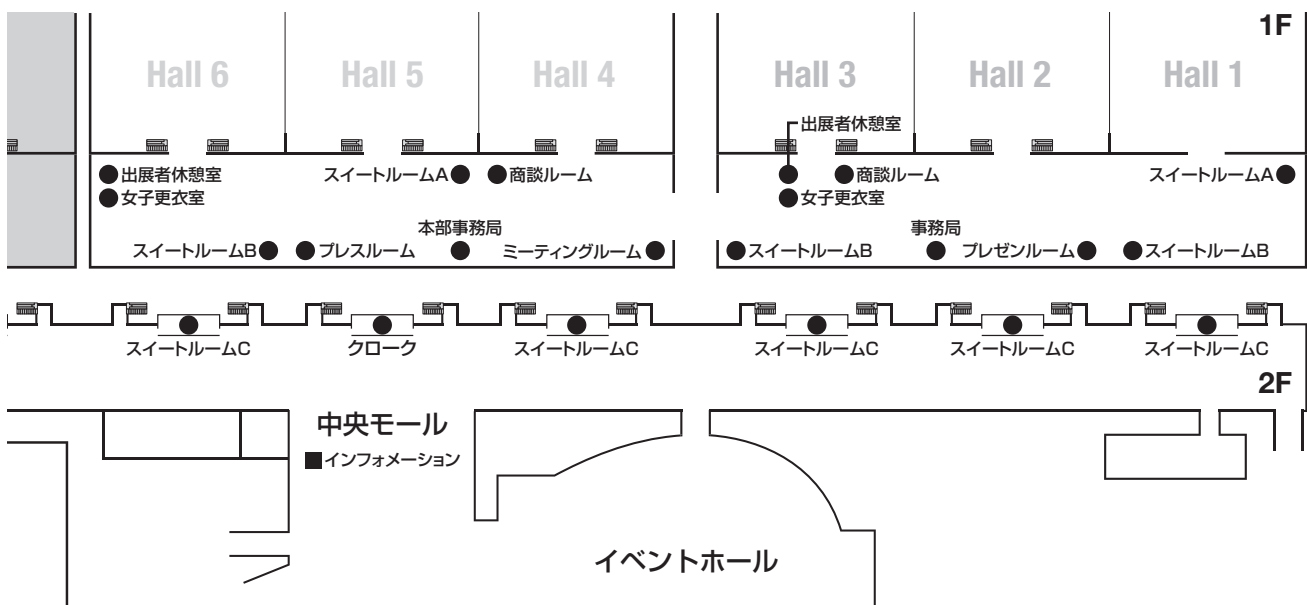 1F
Hall 6
Hall 5
Hall 4
Hall 3
Hall 2
Hall 1
出展者休憩室
出展者休憩室
スイートルームA
商談ルーム
商談ルーム
スイートルームA
女子更衣室
女子更衣室
本部事務局
事務局
スイートルームB
プレスルーム
ミーティングルーム
スイートルームB
プレゼンルーム
スイートルームB
スイートルームC
クローク
スイートルームC
スイートルームC
スイートルームC
スイートルームC
2F
中央モール
インフォメーション
イベントホール